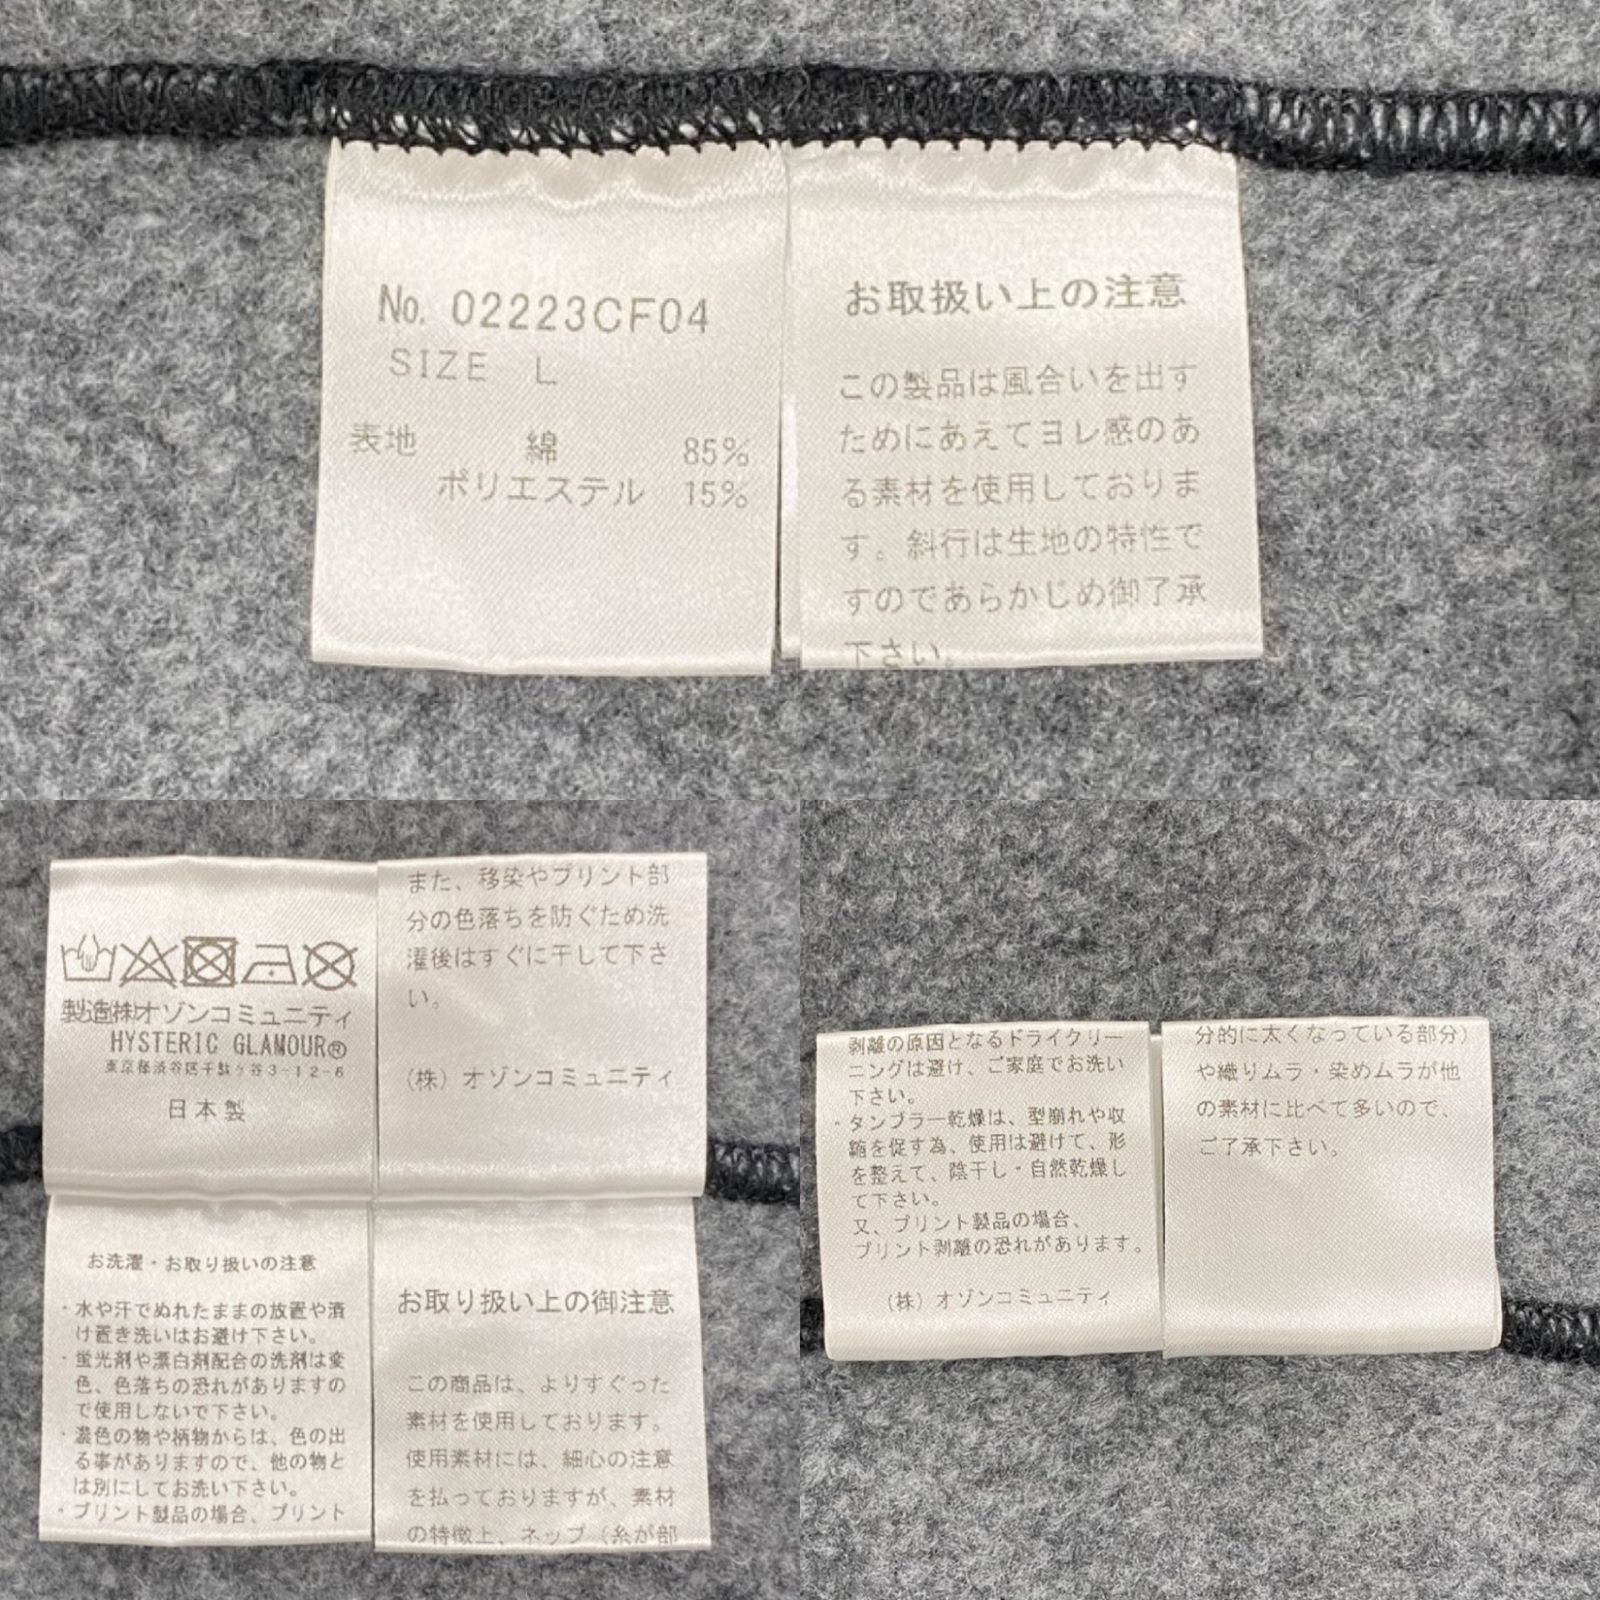 No. 02223CF04
SIZE L
表地 綿 85%
ポリエステル 15%
お取扱い上の注意
この製品は風合いを出す
ためにあえてヨレ感のあ
る素材を使用しておりま
す。斜行は生地の特性で
すのであらかじめ御了承
下さい。
製造㈱オゾンコミュニティ
HYSTERIC GLAMOUR®
東京都渋谷区千駄ヶ谷3-12-6
日本製
また、移染やプリント部
分の色落ちを防ぐため洗
濯後はすぐに干して下さ
い。
(株) オゾンコミュニティ
お洗濯・お取り扱いの注意
・水や汗でぬれたままの放置や漬
け置き洗いはお避け下さい。
・蛍光剤や漂白剤配合の洗剤は変
色、色落ちの恐れがありますの
で使用しないで下さい。
・濃色の物や柄物からは、色の出
る事がありますので、他の物と
は別にしてお洗い下さい。
・プリント製品の場合、プリント
お取り扱い上の御注意
この商品は、よりすぐった
素材を使用しております。
使用素材には、細心の注意
を払っておりますが、素材
の特徴上、ネップ（糸が部
剥離の原因となるドライクリー
ニングは避け、ご家庭でお洗い
下さい。
・タンブラー乾燥は、型崩れや収
縮を促す為、使用は避けて、形
を整えて、陰干し・自然乾燥し
て下さい。
又、プリント製品の場合、
プリント剥離の恐れがあります。
(株) オゾンコミュニティ
分的に太くなっている部分）
や織りムラ・染めムラが他
の素材に比べて多いので、
ご了承下さい。